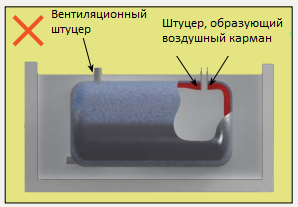 Вентиляционный
штуцер
Штуцер, образующий
воздушный карман